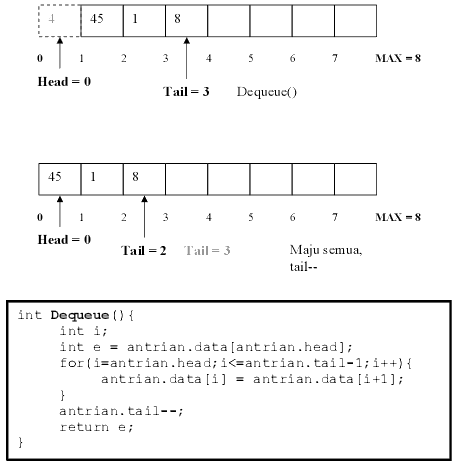 4 45 1 8
0 1 2 3 4 5 6 7 MAX = 8
Head = 0
Tail = 3 Dequeue()
45 1 8
0 1 2 3 4 5 6 7 MAX = 8
Head = 0
Tail = 2 Tail = 3 Maju semua,
tail--
int Dequeue(){
int i;
int e = antrian.data[antrian.head];
for(i=antrian.head;i<=antrian.tail-1;i++){
antrian.data[i] = antrian.data[i+1];
}
antrian.tail--;
return e;
}